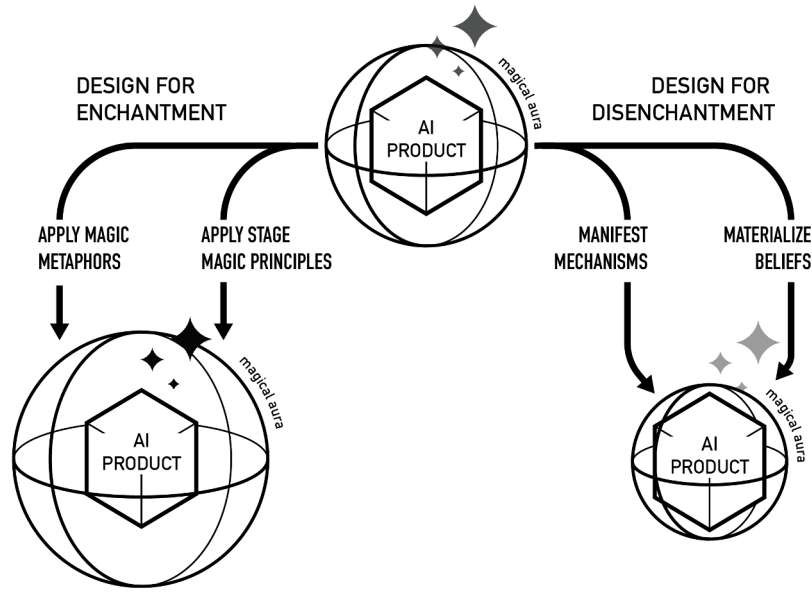 magical aura
DESIGN FOR
ENCHANTMENT
AI
PRODUCT
DESIGN FOR
DISENCHANTMENT
APPLY MAGIC
METAPHORS
APPLY STAGE
MAGIC PRINCIPLES
MANIFEST
MECHANISMS
MATERIALIZE
BELIEFS
magical aura
AI
PRODUCT
magical aura
AI
PRODUCT